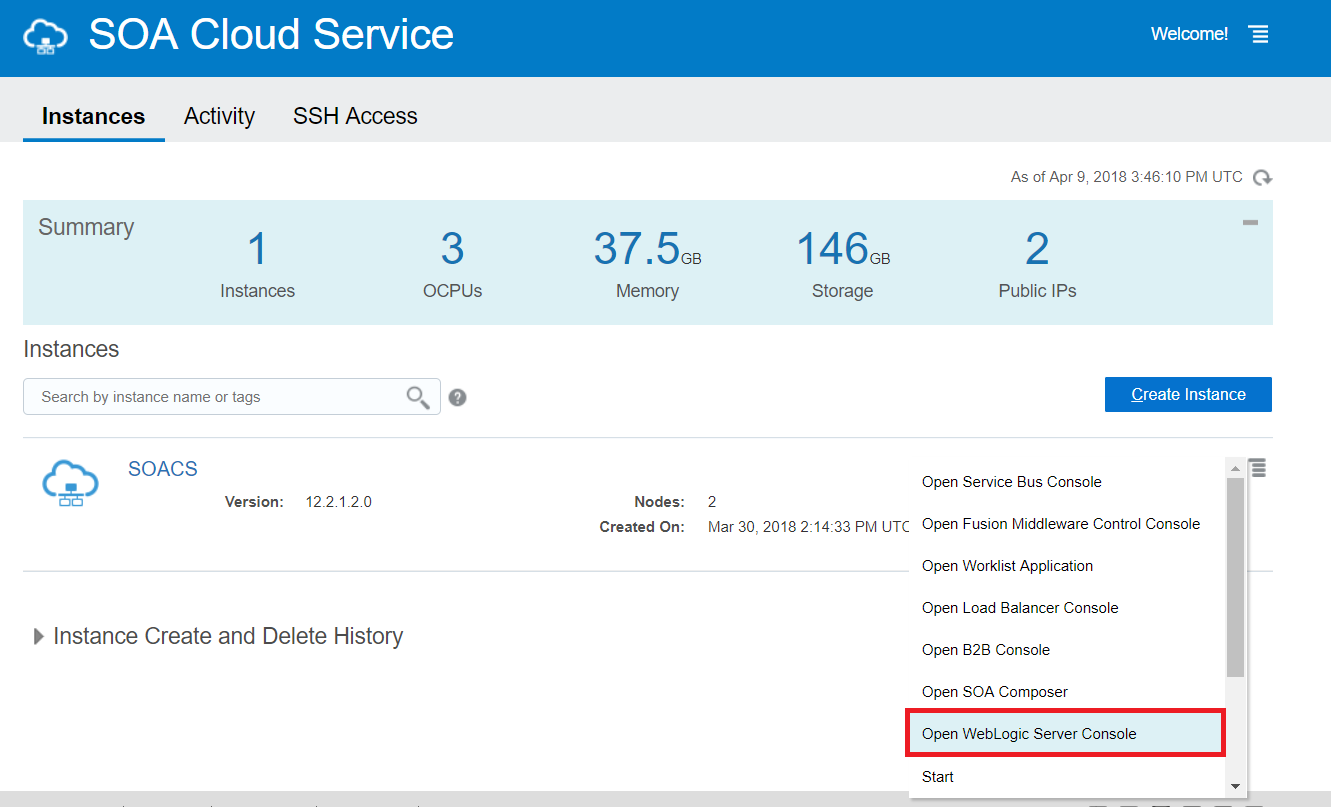 SOA Cloud Service
Welcome!
Instances Activity SSH Access
As of Apr 9, 2018 3:46:10 PM UTC
Summary
1 3 37.5GB 146GB 2
Instances OCPUs Memory Storage Public IPs
Instances
Search by instance name or tags
?
Create Instance
SOACS
Version: 12.2.1.2.0
Nodes: 2
Created On: Mar 30, 2018 2:14:33 PM UTC
Open Service Bus Console
Open Fusion Middleware Control Console
Open Worklist Application
Open Load Balancer Console
Open B2B Console
Open SOA Composer
Open WebLogic Server Console
Start
Instance Create and Delete History